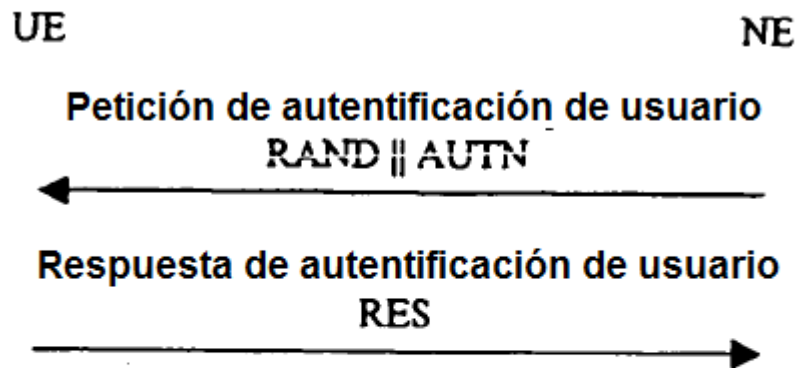 UE
NE
Petición de autentificación de usuario
RAND || AUTN
Respuesta de autentificación de usuario
RES